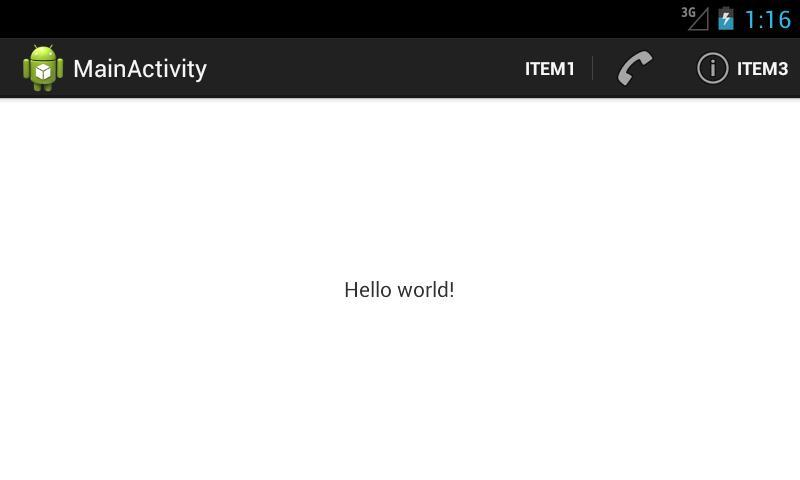 3G 1:16
MainActivity ITEM1 ITEM3
Hello world!